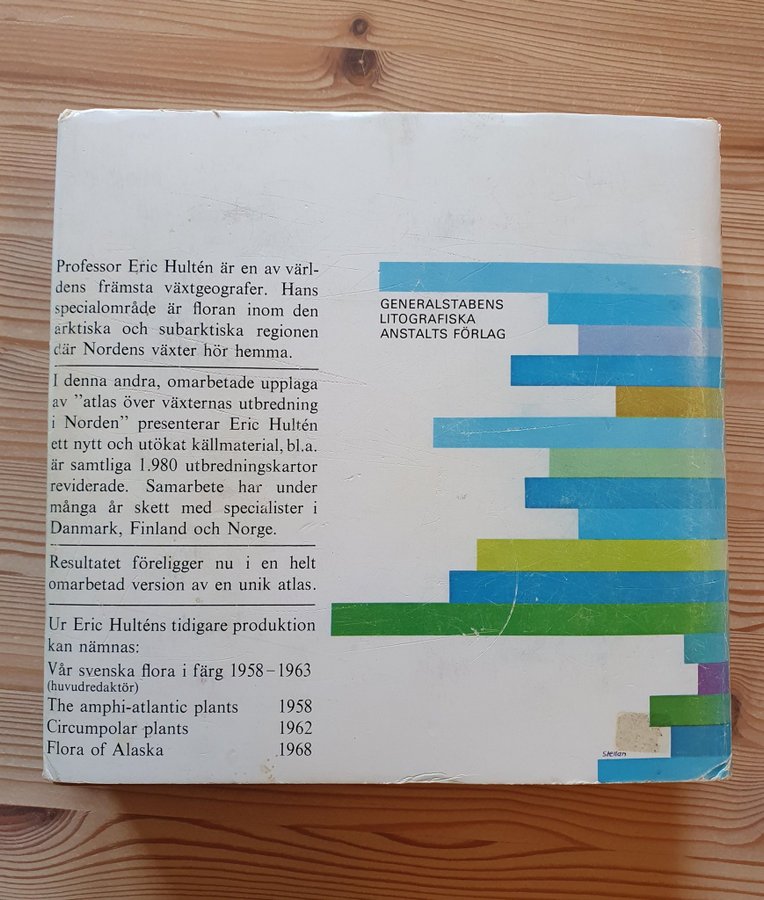 Professor Eric Hultén är en av värl-
dens främsta växtgeografer. Hans
specialområde är floran inom den
arktiska och subarktiska regionen
där Nordens växter hör hemma.
I denna andra, omarbetade upplaga
av ”atlas över växternas utbredning
i Norden” presenterar Eric Hultén
ett nytt och utökat källmaterial, bl.a.
är samtliga 1.980 utbredningskartor
reviderade. Samarbete har under
många år skett med specialister i
Danmark, Finland och Norge.
Resultatet föreligger nu i en helt
omarbetad version av en unik atlas.
Ur Eric Hulténs tidigare produktion
kan nämnas:
Vår svenska flora i färg 1958–1963
(huvudredaktör)
The amphi-atlantic plants 1958
Circumpolar plants 1962
Flora of Alaska 1968
GENERALSTABENS
LITOGRAFISKA
ANSTALTS FÖRLAG
Stellan